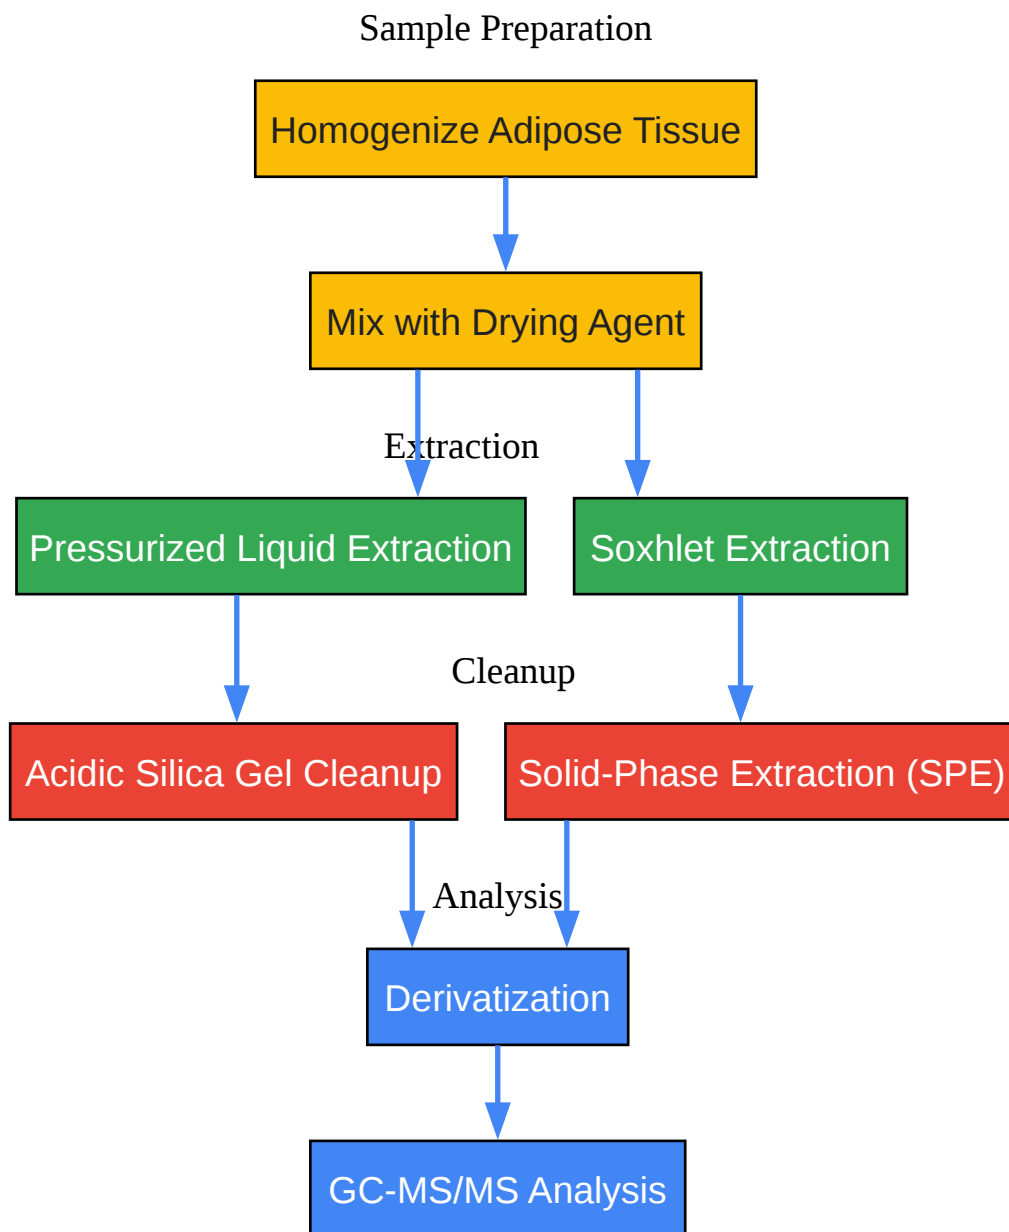 Sample Preparation
Homogenize Adipose Tissue
Mix with Drying Agent
Extraction
Pressurized Liquid Extraction
Soxhlet Extraction
Cleanup
Acidic Silica Gel Cleanup
Solid-Phase Extraction (SPE)
Analysis
Derivatization
GC-MS/MS Analysis